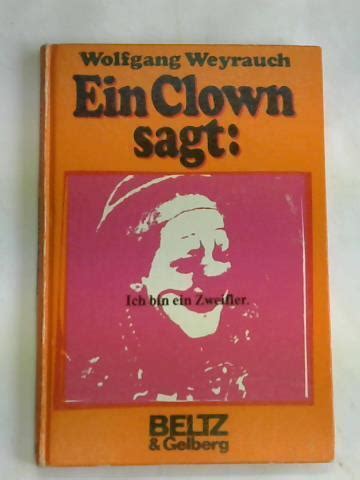 Wolfgang Weyrauch
Ein Clown
sagt:
Ich bin ein Zweifler.
BELTZ
& Gelberg